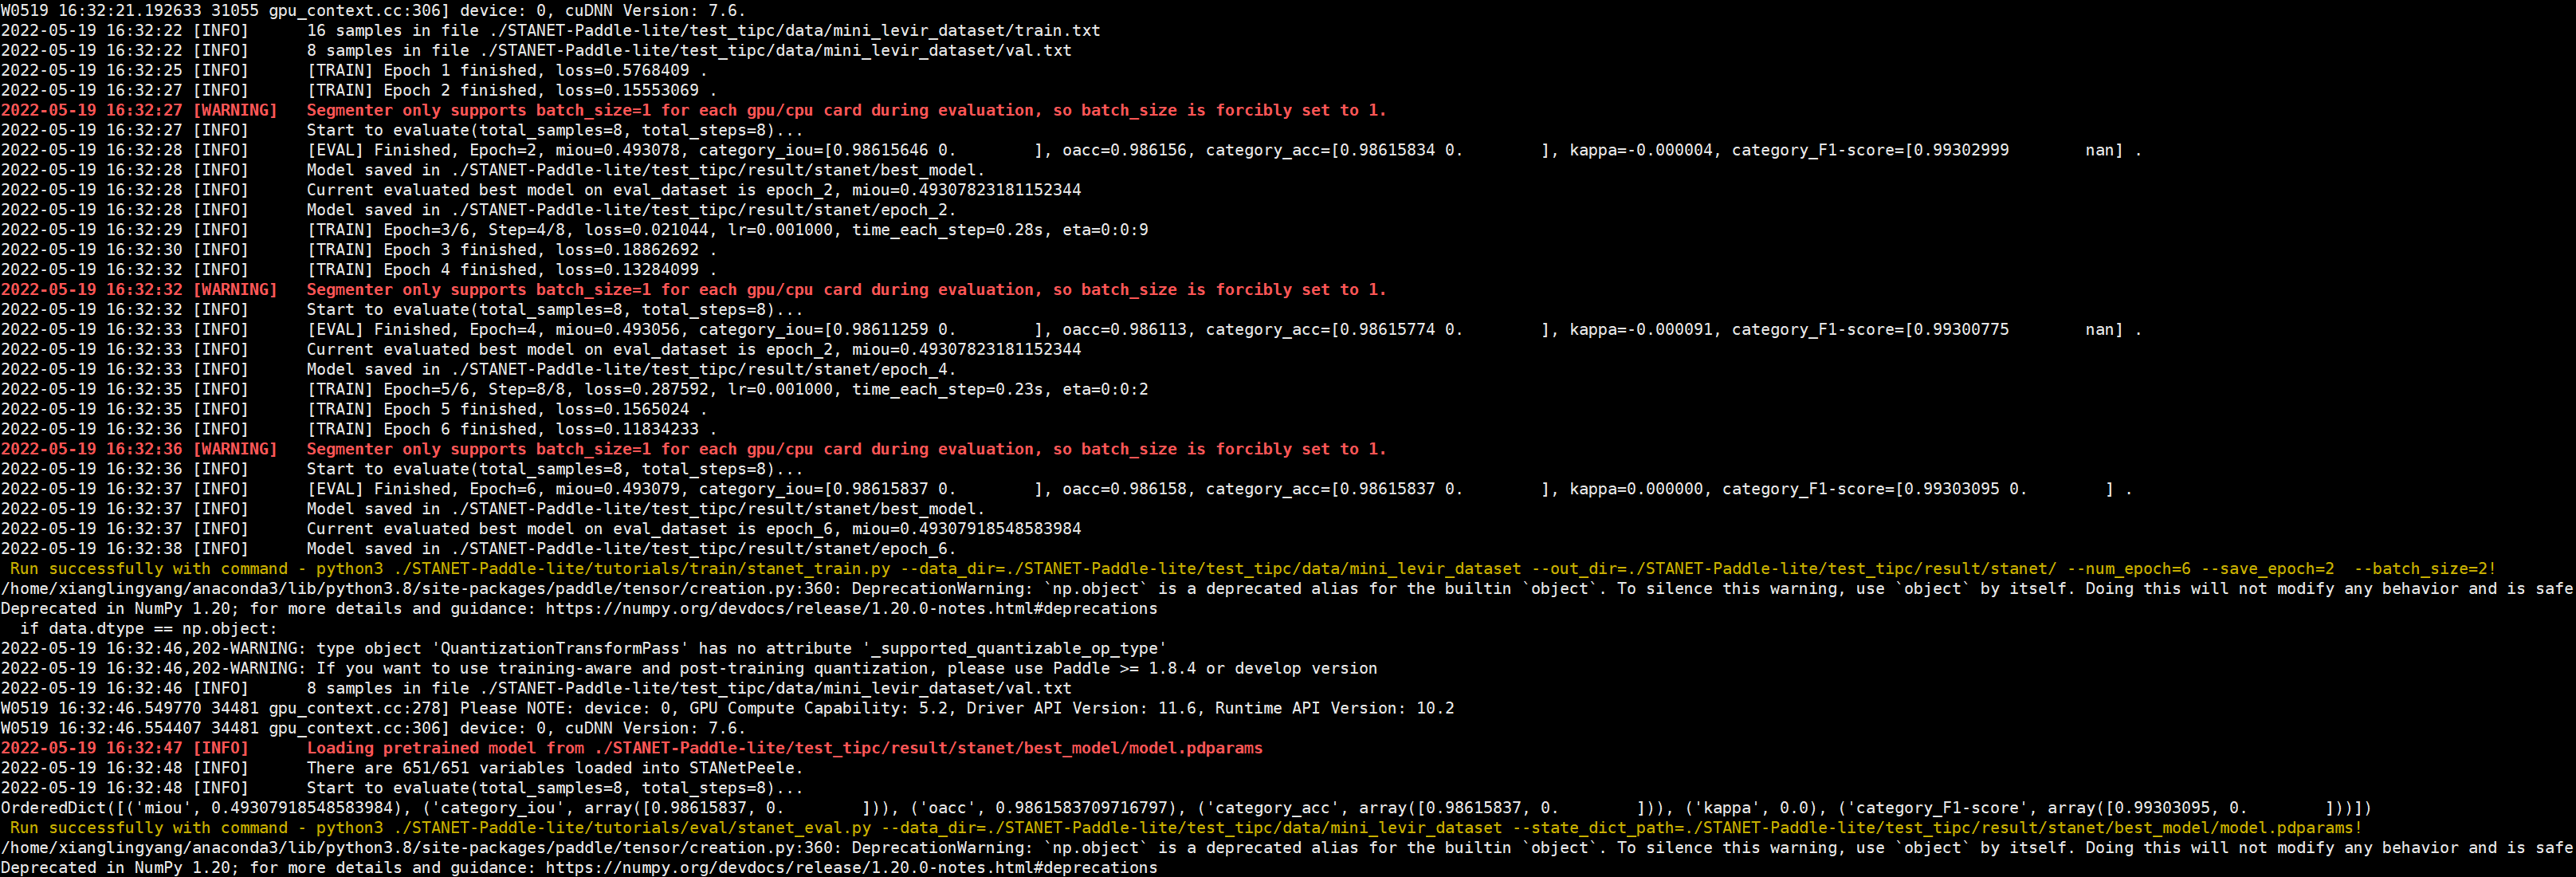 W0519 16:32:21.192633 31055 gpu_context.cc:306] device: 0, cuDNN Version: 7.6.
2022-05-19 16:32:22 [INFO]      16 samples in file ./STANET-Paddle-lite/test_tipc/data/mini_levir_dataset/train.txt
2022-05-19 16:32:22 [INFO]      8 samples in file ./STANET-Paddle-lite/test_tipc/data/mini_levir_dataset/val.txt
2022-05-19 16:32:25 [INFO]      [TRAIN] Epoch 1 finished, loss=0.5768409 .
2022-05-19 16:32:27 [INFO]      [TRAIN] Epoch 2 finished, loss=0.15553069 .
2022-05-19 16:32:27 [WARNING]   Segmenter only supports batch_size=1 for each gpu/cpu card during evaluation, so batch_size is forcibly set to 1.
2022-05-19 16:32:27 [INFO]      Start to evaluate(total_samples=8, total_steps=8)...
2022-05-19 16:32:28 [INFO]      [EVAL] Finished, Epoch=2, miou=0.493078, category_iou=[0.98615646 0.        ], oacc=0.986156, category_acc=[0.98615834 0.        ], kappa=-0.000004, category_F1-score=[0.99302999        nan] .
2022-05-19 16:32:28 [INFO]      Model saved in ./STANET-Paddle-lite/test_tipc/result/stanet/best_model.
2022-05-19 16:32:28 [INFO]      Current evaluated best model on eval_dataset is epoch_2, miou=0.49307823181152344
2022-05-19 16:32:28 [INFO]      Model saved in ./STANET-Paddle-lite/test_tipc/result/stanet/epoch_2.
2022-05-19 16:32:29 [INFO]      [TRAIN] Epoch=3/6, Step=4/8, loss=0.021044, lr=0.001000, time_each_step=0.28s, eta=0:0:9
2022-05-19 16:32:30 [INFO]      [TRAIN] Epoch 3 finished, loss=0.18862692 .
2022-05-19 16:32:32 [INFO]      [TRAIN] Epoch 4 finished, loss=0.13284099 .
2022-05-19 16:32:32 [WARNING]   Segmenter only supports batch_size=1 for each gpu/cpu card during evaluation, so batch_size is forcibly set to 1.
2022-05-19 16:32:32 [INFO]      Start to evaluate(total_samples=8, total_steps=8)...
2022-05-19 16:32:33 [INFO]      [EVAL] Finished, Epoch=4, miou=0.493056, category_iou=[0.98611259 0.        ], oacc=0.986113, category_acc=[0.98615774 0.        ], kappa=-0.000091, category_F1-score=[0.99300775        nan] .
2022-05-19 16:32:33 [INFO]      Current evaluated best model on eval_dataset is epoch_2, miou=0.49307823181152344
2022-05-19 16:32:33 [INFO]      Model saved in ./STANET-Paddle-lite/test_tipc/result/stanet/epoch_4.
2022-05-19 16:32:35 [INFO]      [TRAIN] Epoch=5/6, Step=8/8, loss=0.287592, lr=0.001000, time_each_step=0.23s, eta=0:0:2
2022-05-19 16:32:35 [INFO]      [TRAIN] Epoch 5 finished, loss=0.1565024 .
2022-05-19 16:32:36 [INFO]      [TRAIN] Epoch 6 finished, loss=0.11834233 .
2022-05-19 16:32:36 [WARNING]   Segmenter only supports batch_size=1 for each gpu/cpu card during evaluation, so batch_size is forcibly set to 1.
2022-05-19 16:32:36 [INFO]      Start to evaluate(total_samples=8, total_steps=8)...
2022-05-19 16:32:37 [INFO]      [EVAL] Finished, Epoch=6, miou=0.493079, category_iou=[0.98615837 0.        ], oacc=0.986158, category_acc=[0.98615837 0.        ], kappa=0.000000, category_F1-score=[0.99303095 0.        ] .
2022-05-19 16:32:37 [INFO]      Model saved in ./STANET-Paddle-lite/test_tipc/result/stanet/best_model.
2022-05-19 16:32:37 [INFO]      Current evaluated best model on eval_dataset is epoch_6, miou=0.49307918548583984
2022-05-19 16:32:38 [INFO]      Model saved in ./STANET-Paddle-lite/test_tipc/result/stanet/epoch_6.
 Run successfully with command - python3 ./STANET-Paddle-lite/tutorials/train/stanet_train.py --data_dir=./STANET-Paddle-lite/test_tipc/data/mini_levir_dataset --out_dir=./STANET-Paddle-lite/test_tipc/result/stanet/ --num_epoch=6 --save_epoch=2  --batch_size=2!
/home/xianglingyang/anaconda3/lib/python3.8/site-packages/paddle/tensor/creation.py:360: DeprecationWarning: `np.object` is a deprecated alias for the builtin `object`. To silence this warning, use `object` by itself. Doing this will not modify any behavior and is safe
Deprecated in NumPy 1.20; for more details and guidance: https://numpy.org/devdocs/release/1.20.0-notes.html#deprecations
  if data.dtype == np.object:
2022-05-19 16:32:46,202-WARNING: type object 'QuantizationTransformPass' has no attribute '_supported_quantizable_op_type'
2022-05-19 16:32:46,202-WARNING: If you want to use training-aware and post-training quantization, please use Paddle >= 1.8.4 or develop version
2022-05-19 16:32:46 [INFO]      8 samples in file ./STANET-Paddle-lite/test_tipc/data/mini_levir_dataset/val.txt
W0519 16:32:46.549770 34481 gpu_context.cc:278] Please NOTE: device: 0, GPU Compute Capability: 5.2, Driver API Version: 11.6, Runtime API Version: 10.2
W0519 16:32:46.554407 34481 gpu_context.cc:306] device: 0, cuDNN Version: 7.6.
2022-05-19 16:32:47 [INFO]      Loading pretrained model from ./STANET-Paddle-lite/test_tipc/result/stanet/best_model/model.pdparams
2022-05-19 16:32:48 [INFO]      There are 651/651 variables loaded into STANetPeele.
2022-05-19 16:32:48 [INFO]      Start to evaluate(total_samples=8, total_steps=8)...
OrderedDict([('miou', 0.49307918548583984), ('category_iou', array([0.98615837, 0.        ])), ('oacc', 0.9861583709716797), ('category_acc', array([0.98615837, 0.        ])), ('kappa', 0.0), ('category_F1-score', array([0.99303095, 0.        ]))])
 Run successfully with command - python3 ./STANET-Paddle-lite/tutorials/eval/stanet_eval.py --data_dir=./STANET-Paddle-lite/test_tipc/data/mini_levir_dataset --state_dict_path=./STANET-Paddle-lite/test_tipc/result/stanet/best_model/model.pdparams!
/home/xianglingyang/anaconda3/lib/python3.8/site-packages/paddle/tensor/creation.py:360: DeprecationWarning: `np.object` is a deprecated alias for the builtin `object`. To silence this warning, use `object` by itself. Doing this will not modify any behavior and is safe
Deprecated in NumPy 1.20; for more details and guidance: https://numpy.org/devdocs/release/1.20.0-notes.html#deprecations